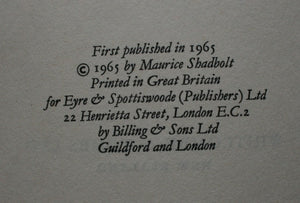 First published in 1965
© 1965 by Maurice Shadbolt
Printed in Great Britain
for Eyre & Spottiswoode (Publishers) Ltd
22 Henrietta Street, London E.C.2
by Billing & Sons Ltd
Guildford and London